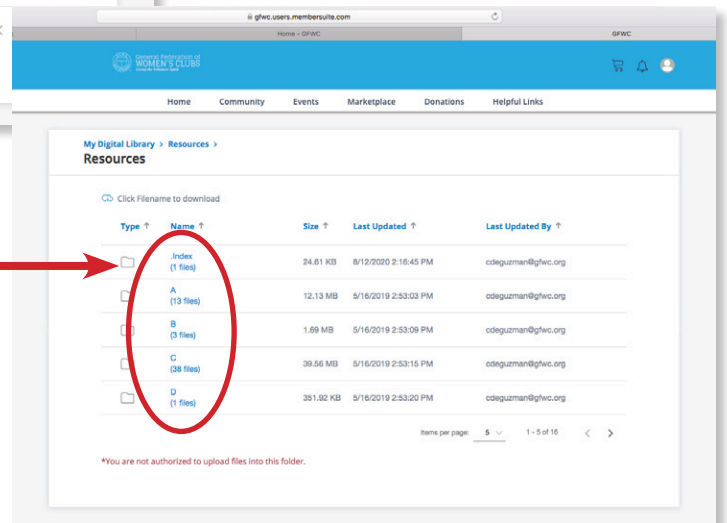 gfwc.users.membersuite.com
Home - GFWC GFWC
General Federation of
WOMEN'S CLUBS
Home Community Events Marketplace Donations Helpful Links
My Digital Library > Resources >
Resources
Click Filename to download
Type ↑ Name ↑ Size ↑ Last Updated ↑ Last Updated By ↑
.Index
(1 files) 24.61 KB 8/12/2020 2:16:45 PM cdeguzman@gfwc.org
A
(13 files) 12.13 MB 5/16/2019 2:53:03 PM cdeguzman@gfwc.org
B
(3 files) 1.69 MB 5/16/2019 2:53:09 PM cdeguzman@gfwc.org
C
(38 files) 39.56 MB 5/16/2019 2:53:15 PM cdeguzman@gfwc.org
D
(1 files) 351.92 KB 5/16/2019 2:53:20 PM cdeguzman@gfwc.org
Items per page: 5 1 - 5 of 16 < >
*You are not authorized to upload files into this folder.